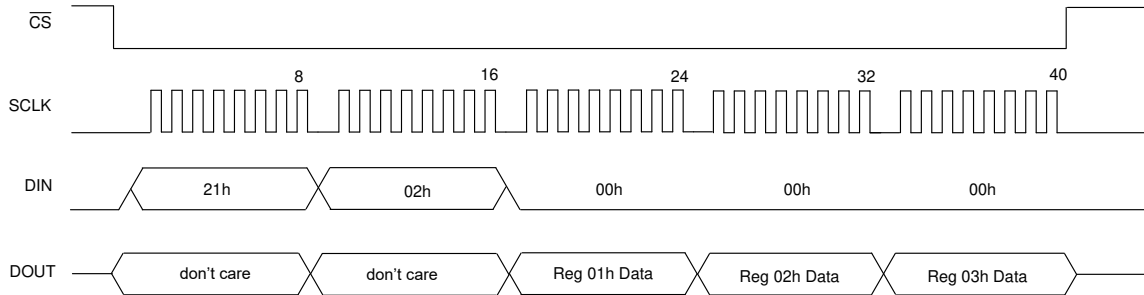 CS
8 16 24 32 40
SCLK
DIN 21h 02h 00h 00h 00h
DOUT don't care don't care Reg 01h Data Reg 02h Data Reg 03h Data